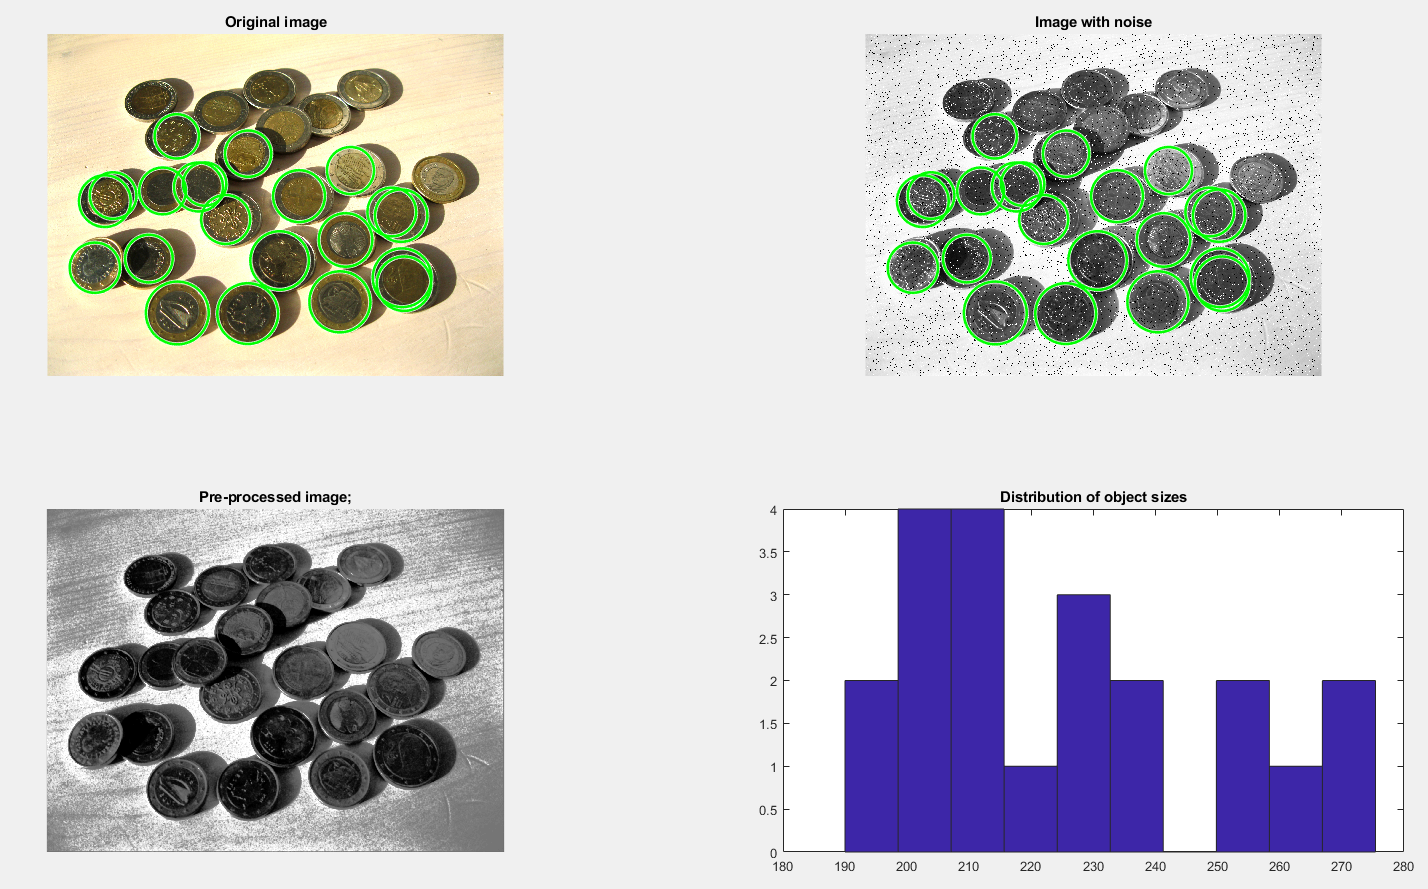 Original image
Image with noise
Pre-processed image;
Distribution of object sizes
4
3.5
3
2.5
2
1.5
1
0.5
0
180 190 200 210 220 230 240 250 260 270 280